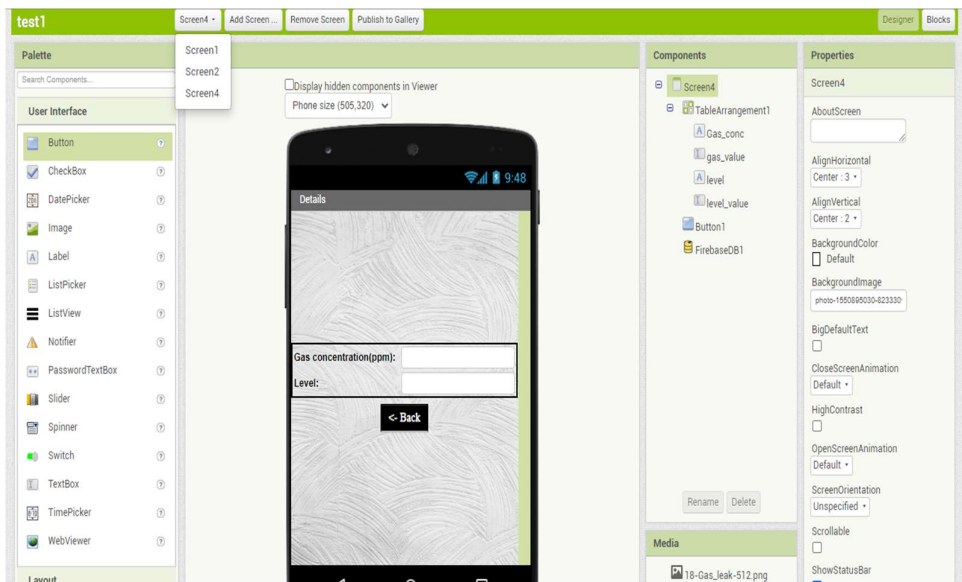 test1
Screen4
Add Screen ...
Remove Screen
Publish to Gallery
Designer
Blocks
Screen1
Screen2
Screen4
Palette
Search Components...
User Interface
Button
CheckBox
DatePicker
Image
Label
ListPicker
ListView
Notifier
PasswordTextBox
Slider
Spinner
Switch
TextBox
TimePicker
WebViewer
Layout
Display hidden components in Viewer
Phone size (505,320)
9:48
Details
Gas concentration(ppm):
Level:
<- Back
Components
Screen4
TableArrangement1
Gas_conc
gas_value
level
level_value
Button1
FirebaseDB1
Rename
Delete
Media
18-Gas_leak-512.png
Properties
Screen4
AboutScreen
AlignHorizontal
Center : 3
AlignVertical
Center : 2
BackgroundColor
Default
BackgroundImage
photo-1550895030-823330
BigDefaultText
CloseScreenAnimation
Default
HighContrast
OpenScreenAnimation
Default
ScreenOrientation
Unspecified
Scrollable
ShowStatusBar